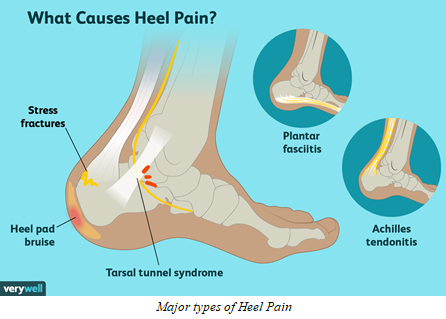 What Causes Heel Pain?
Stress
fractures
Plantar
fasciitis
Heel pad
bruise
Achilles
tendonitis
Tarsal tunnel syndrome
verywell
Major types of Heel Pain